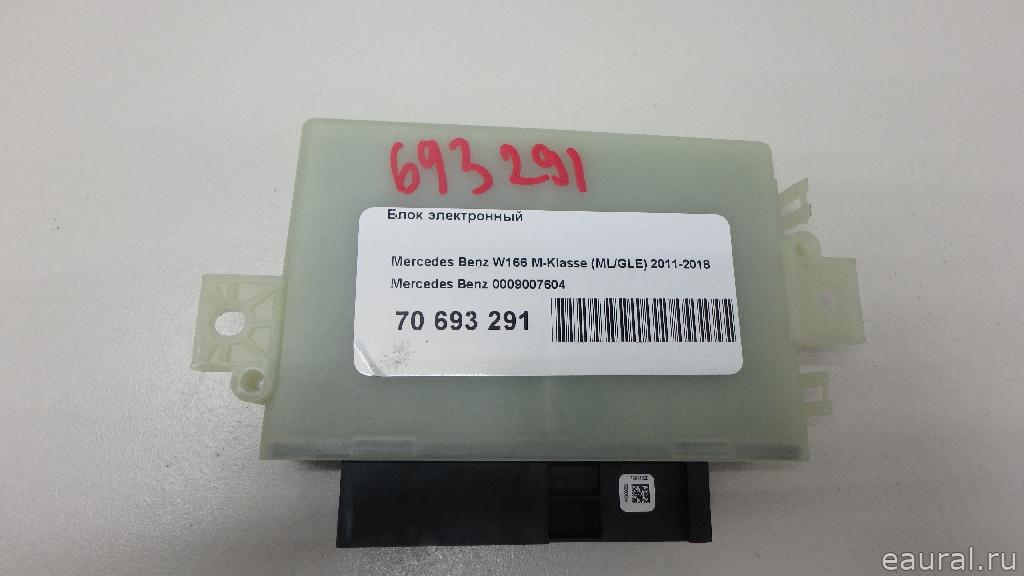 693291
Блок электронный
Mercedes Benz W166 M-Klasse (ML/GLE) 2011-2018
Mercedes Benz 0009007604
70 693 291
eaural.ru